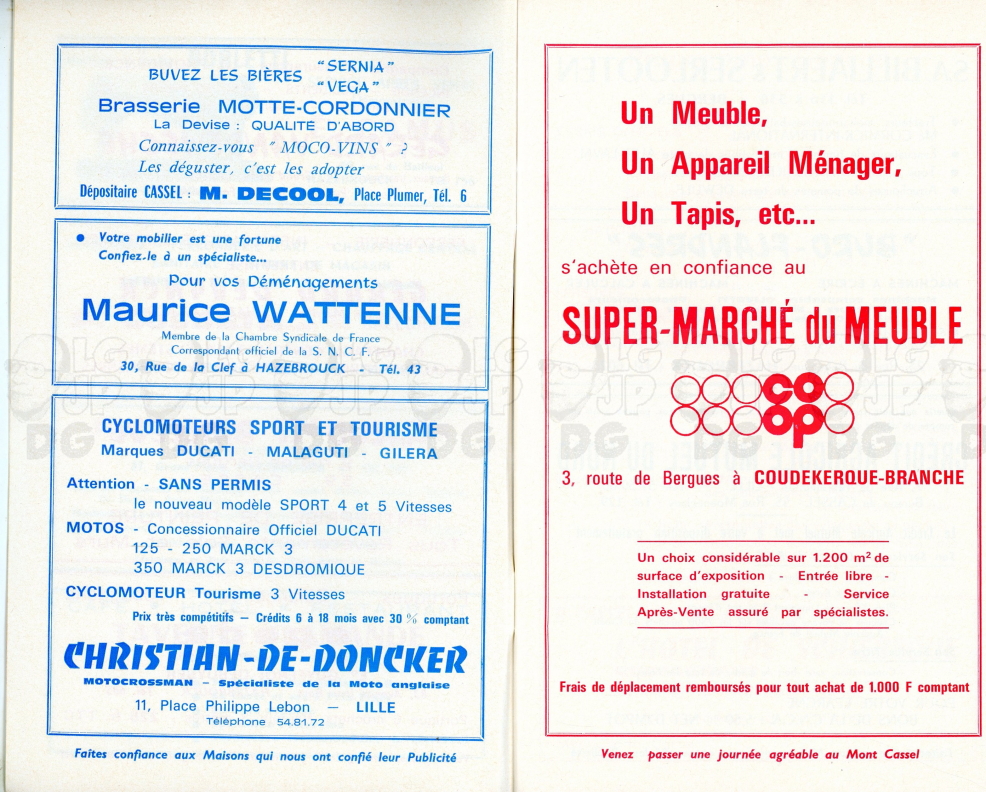 BUVEZ LES BIÈRES "SERNIA"
"VEGA"
Brasserie MOTTE-CORDONNIER
La Devise : QUALITÉ D'ABORD
Connaissez-vous " MOCO-VINS " ?
Les déguster, c'est les adopter
Dépositaire CASSEL : M. DECOOL, Place Plumer, Tél. 6
● Votre mobilier est une fortune
Confiez-le à un spécialiste...
Pour vos Déménagements
Maurice WATTENNE
Membre de la Chambre Syndicale de France
Correspondant officiel de la S. N. C. F.
30, Rue de la Clef à HAZEBROUCK - Tél. 43
CYCLOMOTEURS SPORT ET TOURISME
Marques DUCATI - MALAGUTI - GILERA
Attention - SANS PERMIS
le nouveau modèle SPORT 4 et 5 Vitesses
MOTOS - Concessionnaire Officiel DUCATI
125 - 250 MARCK 3
350 MARCK 3 DESDROMIQUE
CYCLOMOTEUR Tourisme 3 Vitesses
Prix très compétitifs — Crédits 6 à 18 mois avec 30 % comptant
CHRISTIAN-DE-DONCKER
MOTOCROSSMAN - Spécialiste de la Moto anglaise
11, Place Philippe Lebon — LILLE
Téléphone 54.81.72
Faites confiance aux Maisons qui nous ont confié leur Publicité
Un Meuble,
Un Appareil Ménager,
Un Tapis, etc...
s'achète en confiance au
SUPER-MARCHÉ du MEUBLE
co
op
3, route de Bergues à COUDEKERQUE-BRANCHE
Un choix considérable sur 1.200 m² de
surface d'exposition - Entrée libre -
Installation gratuite - Service
Après-Vente assuré par spécialistes.
Frais de déplacement remboursés pour tout achat de 1.000 F comptant
Venez passer une journée agréable au Mont Cassel
LG
JP
DG